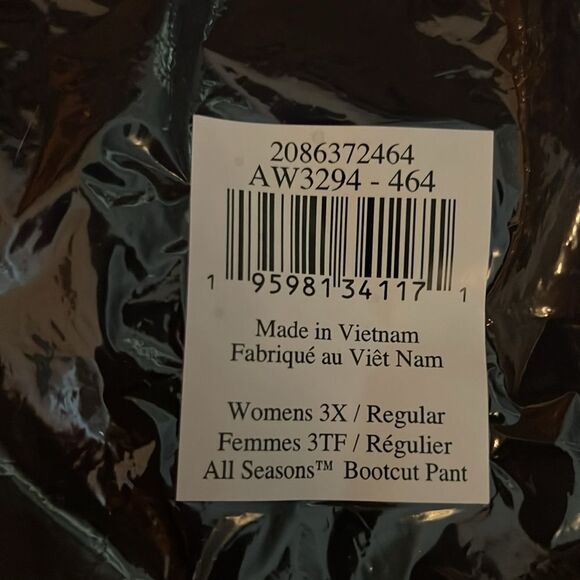 2086372464
AW3294 - 464
1 95981 34117 1
Made in Vietnam
Fabriqué au Viêt Nam
Womens 3X / Regular
Femmes 3TF / Régulier
All Seasons™ Bootcut Pant